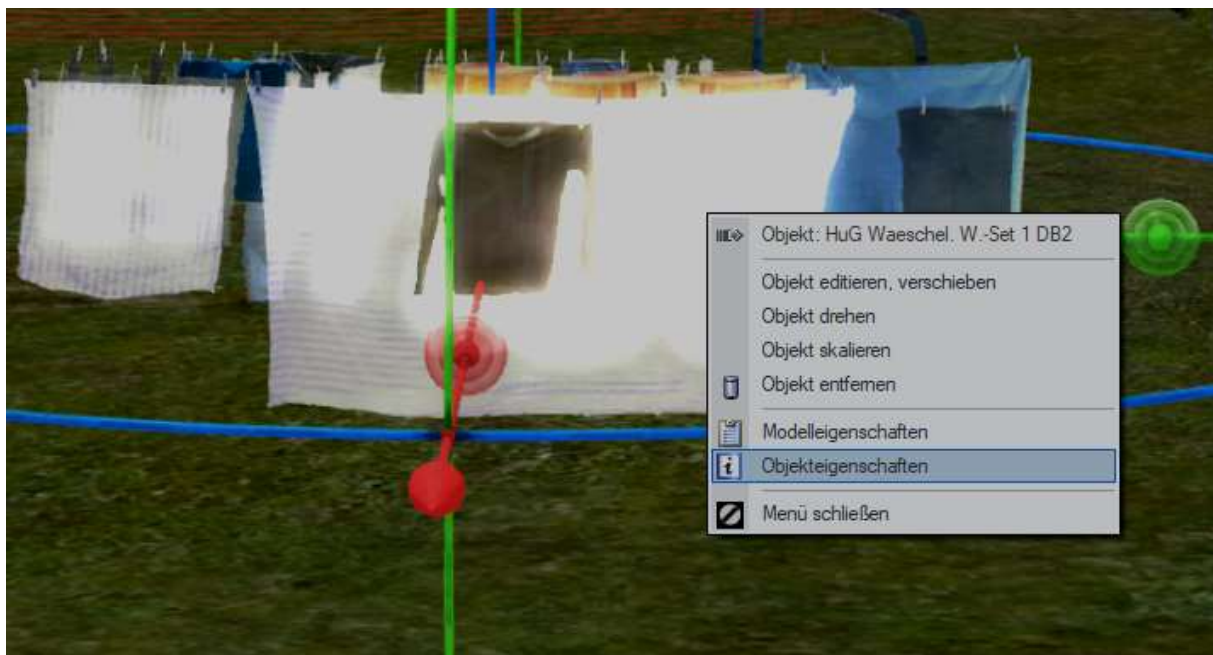 Objekt: HuG Waeschel. W.-Set 1 DB2
Objekt editieren, verschieben
Objekt drehen
Objekt skalieren
Objekt entfernen
Modelleigenschaften
Objekteigenschaften
Menü schließen